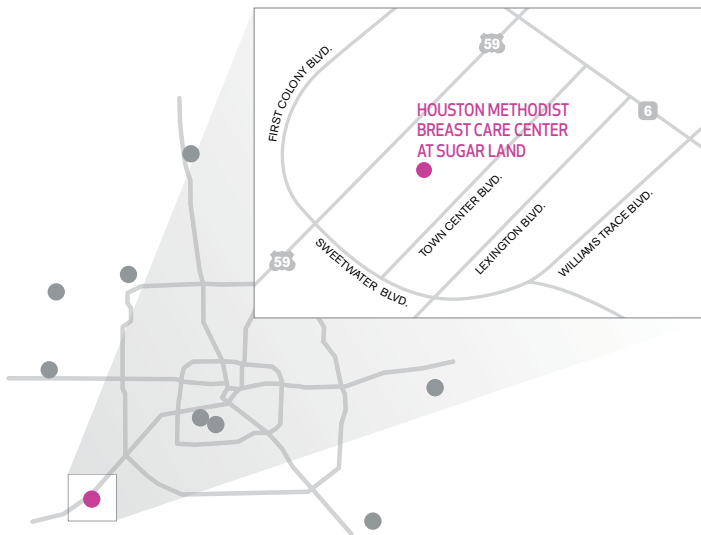 FIRST COLONY BLVD.
59
6
HOUSTON METHODIST
BREAST CARE CENTER
AT SUGAR LAND
TOWN CENTER BLVD.
LEXINGTON BLVD.
WILLIAMS TRACE BLVD.
59
SWEETWATER BLVD.